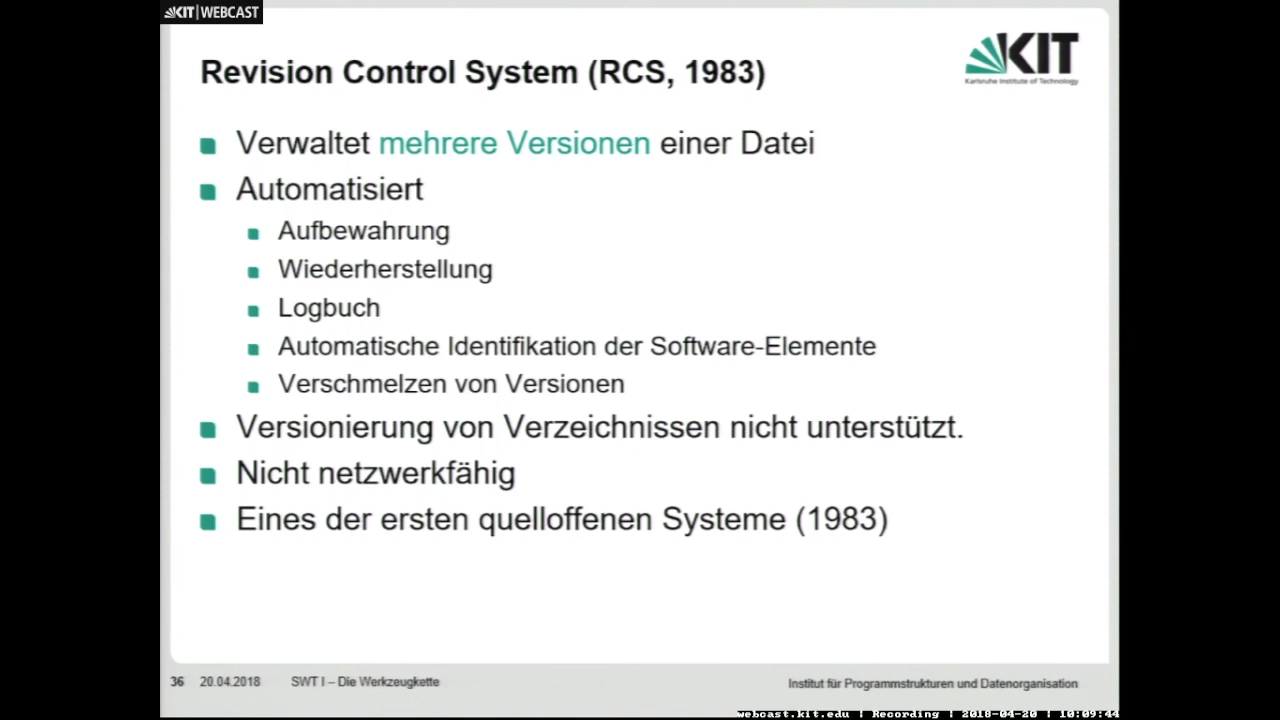 KIT WEBCAST
Revision Control System (RCS, 1983)
KIT
Karlsruhe Institute of Technology
Verwaltet mehrere Versionen einer Datei
Automatisiert
Aufbewahrung
Wiederherstellung
Logbuch
Automatische Identifikation der Software-Elemente
Verschmelzen von Versionen
Versionierung von Verzeichnissen nicht unterstützt.
Nicht netzwerkfähig
Eines der ersten quelloffenen Systeme (1983)
36 20.04.2018 SWT I – Die Werkzeugkette
Institut für Programmstrukturen und Datenorganisation
webcast.kit.edu | Recording | 2018-04-20 | 10:09:44